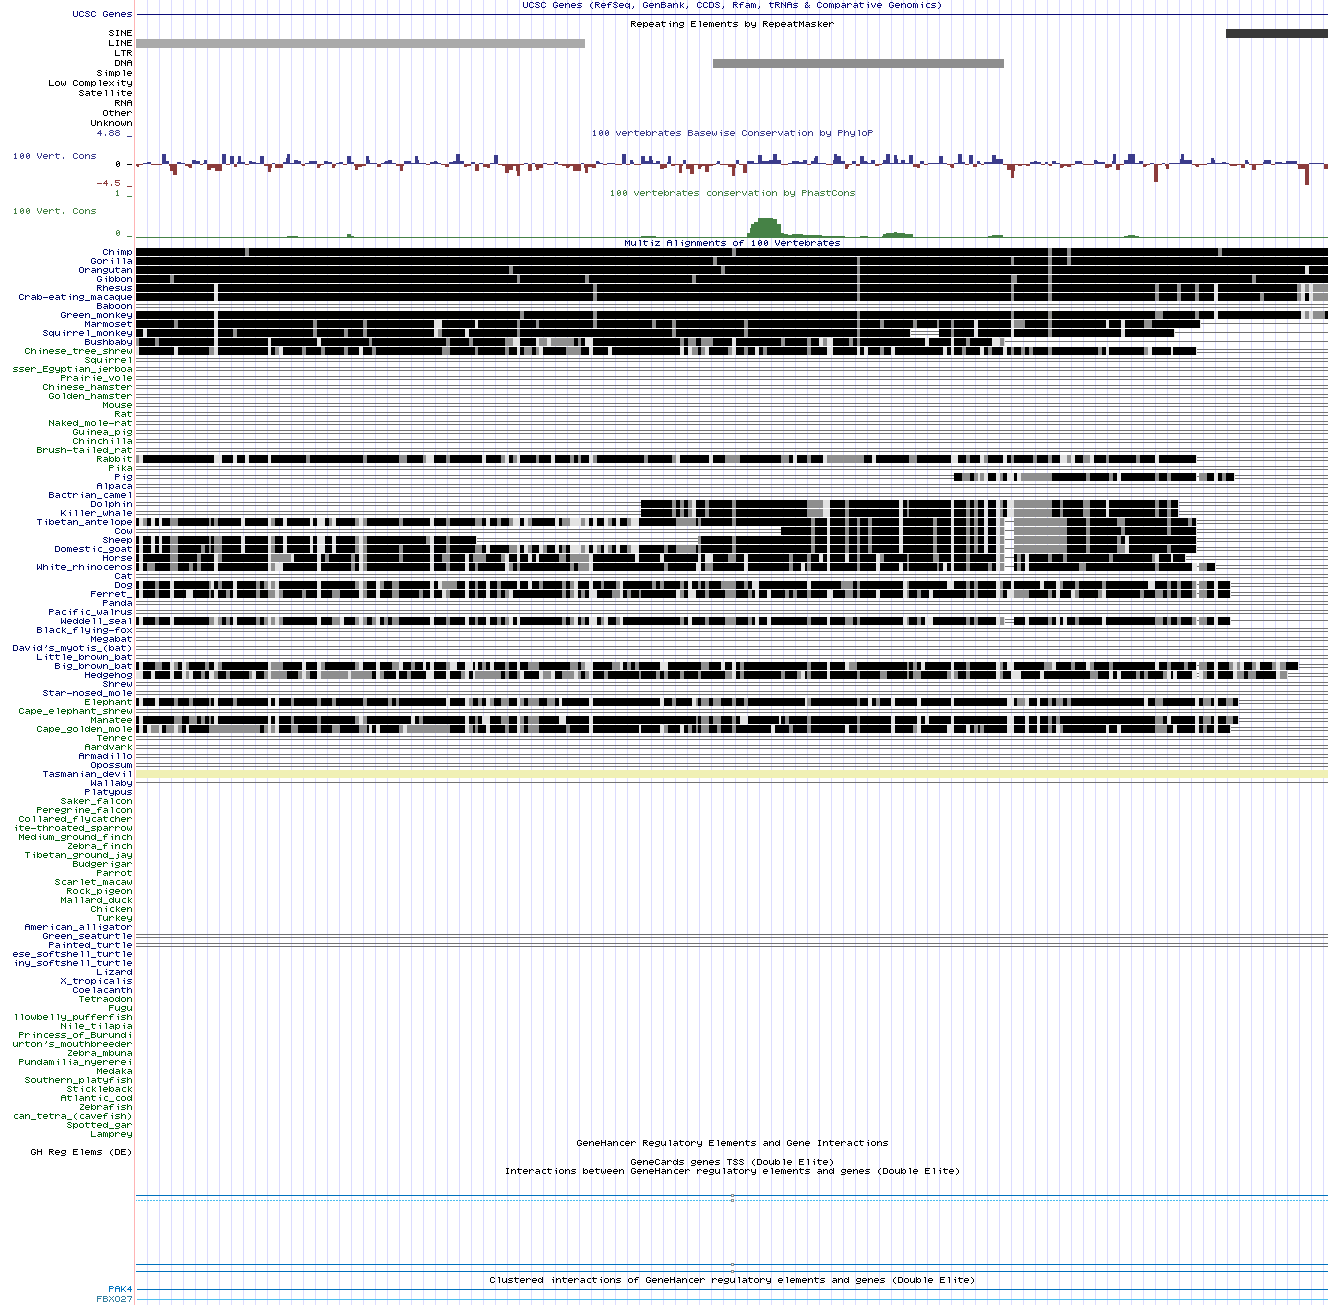 UCSC Genes (RefSeq, GenBank, CCDS, Rfam, tRNAs & Comparative Genomics)
UCSC Genes
Repeating Elements by RepeatMasker
SINE
LINE
LTR
DNA
Simple
Low Complexity
Satellite
RNA
Other
Unknown
4.88 _
100 vertebrates Basewise Conservation by PhyloP
100 Vert. Cons
0 –
-4.5 _
1 _
100 vertebrates conservation by PhastCons
100 Vert. Cons
0 _
Multiz Alignments of 100 Vertebrates
Chimp
Gorilla
Orangutan
Gibbon
Rhesus
Crab-eating_macaque
Baboon
Green_monkey
Marmoset
Squirrel_monkey
Bushbaby
Chinese_tree_shrew
Squirrel
sser_Egyptian_jerboa
Prairie_vole
Chinese_hamster
Golden_hamster
Mouse
Rat
Naked_mole-rat
Guinea_pig
Chinchilla
Brush-tailed_rat
Rabbit
Pika
Pig
Alpaca
Bactrian_camel
Dolphin
Killer_whale
Tibetan_antelope
Cow
Sheep
Domestic_goat
Horse
White_rhinoceros
Cat
Dog
Ferret_
Panda
Pacific_walrus
Weddell_seal
Black_flying-fox
Megabat
David's_myotis_(bat)
Little_brown_bat
Big_brown_bat
Hedgehog
Shrew
Star-nosed_mole
Elephant
Cape_elephant_shrew
Manatee
Cape_golden_mole
Tenrec
Aardvark
Armadillo
Opossum
Tasmanian_devil
Wallaby
Platypus
Saker_falcon
Peregrine_falcon
Collared_flycatcher
ite-throated_sparrow
Medium_ground_finch
Zebra_finch
Tibetan_ground_jay
Budgerigar
Parrot
Scarlet_macaw
Rock_pigeon
Mallard_duck
Chicken
Turkey
American_alligator
Green_seaturtle
Painted_turtle
ese_softshell_turtle
iny_softshell_turtle
Lizard
X_tropicalis
Coelacanth
Tetraodon
Fugu
llowbelly_pufferfish
Nile_tilapia
Princess_of_Burundi
urton's_mouthbreeder
Zebra_mbuna
Pundamilia_nyererei
Medaka
Southern_platyfish
Stickleback
Atlantic_cod
Zebrafish
can_tetra_(cavefish)
Spotted_gar
Lamprey
GeneHancer Regulatory Elements and Gene Interactions
GH Reg Elems (DE)
GeneCards genes TSS (Double Elite)
Interactions between GeneHancer regulatory elements and genes (Double Elite)
Clustered interactions of GeneHancer regulatory elements and genes (Double Elite)
PAK4
FBXO27